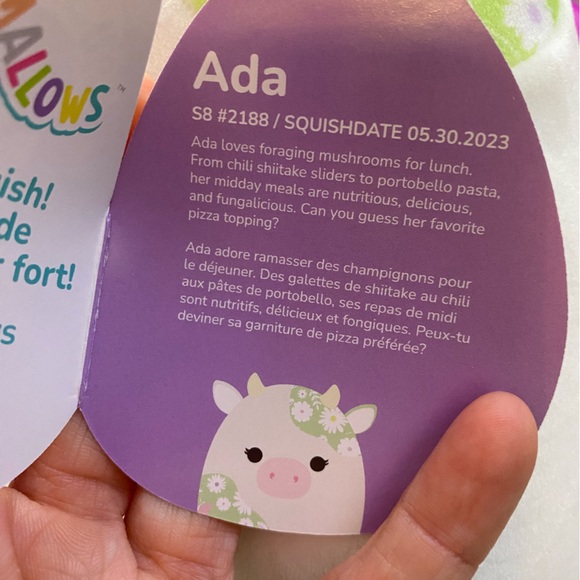 MALLOWS™
ish!
de
fort!
Ada
S8 #2188 / SQUISHDATE 05.30.2023
Ada loves foraging mushrooms for lunch.
From chili shiitake sliders to portobello pasta,
her midday meals are nutritious, delicious,
and fungalicious. Can you guess her favorite
pizza topping?
Ada adore ramasser des champignons pour
le déjeuner. Des galettes de shiitake au chili
aux pâtes de portobello, ses repas de midi
sont nutritifs, délicieux et fongiques. Peux-tu
deviner sa garniture de pizza préférée?